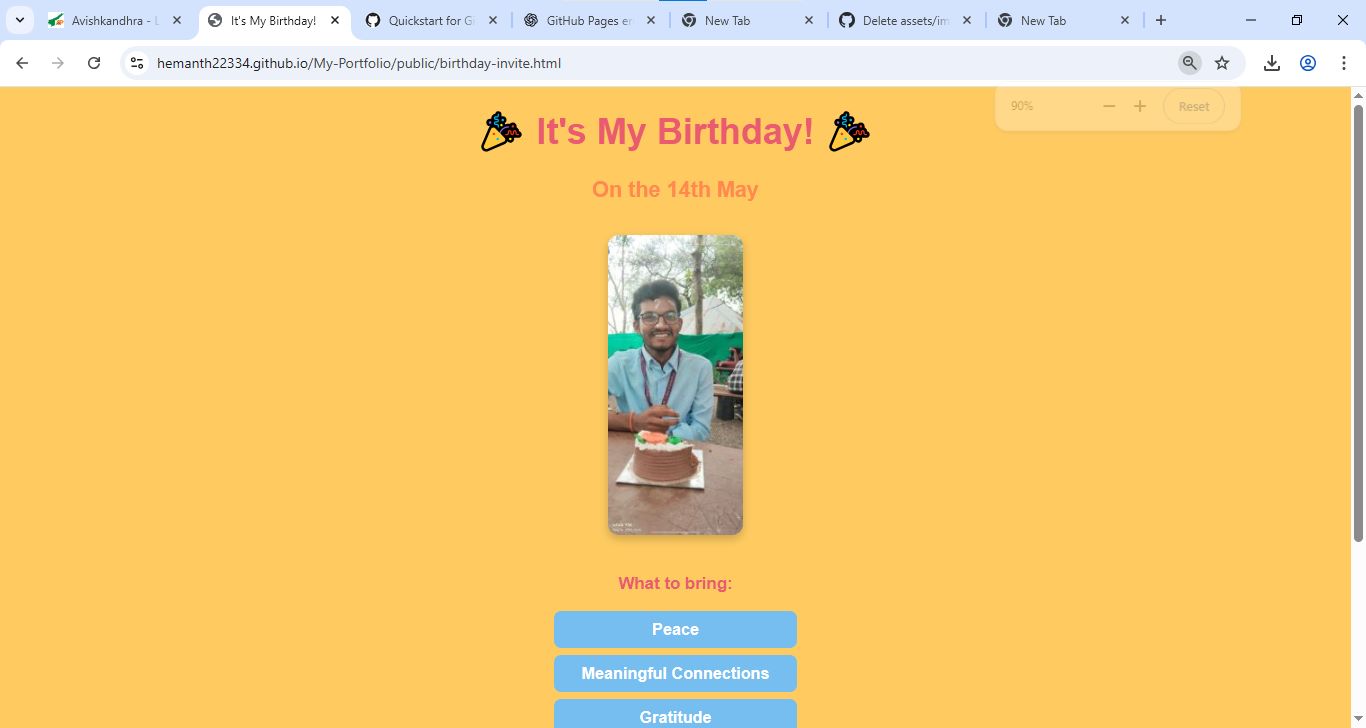 Avishkandhra - L
It's My Birthday!
Quickstart for Gi
GitHub Pages er
New Tab
Delete assets/im
New Tab
hemanth22334.github.io/My-Portfolio/public/birthday-invite.html
90%
Reset
It's My Birthday!
On the 14th May
What to bring:
Peace
Meaningful Connections
Gratitude